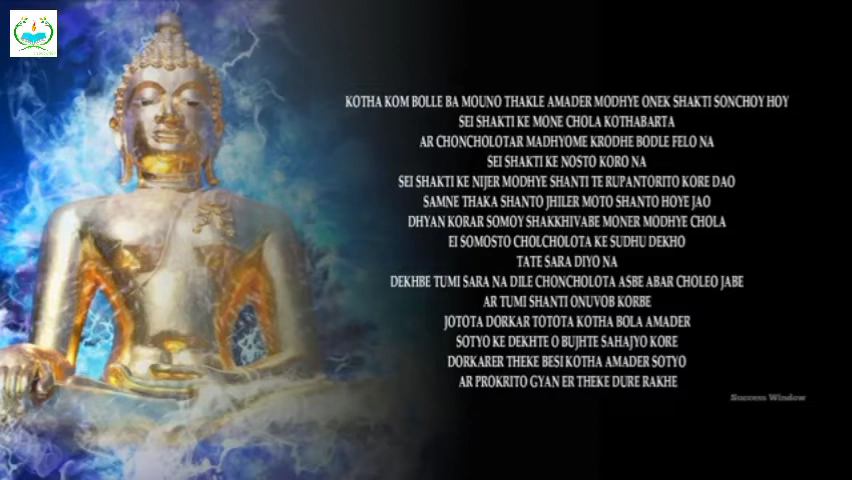 KOTHA KOM BOLLE BA MOUNO THAKLE AMADER MODHYE ONEK SHAKTI SONCHOY HOY
SEI SHAKTI KE MONE CHOLA KOTHABARTA
AR CHONCHOLOTAR MADHYOME KRODHE BODLE FELO NA
SEI SHAKTI KE NOSTO KORO NA
SEI SHAKTI KE NIJER MODHYE SHANTI TE RUPANTORITO KORE DAO
SAMNE THAKA SHANTO JHILER MOTO SHANTO HOYE JAO
DHYAN KORAR SOMOY SHAKKHIVABE MONER MODHYE CHOLA
EI SOMOSTO CHOLCHOLOTA KE SUDHU DEKHO
TATE SARA DIYO NA
DEKHBE TUMI SARA NA DILE CHONCHOLOTA ASBE ABAR CHOLEO JABE
AR TUMI SHANTI ONUVOB KORBE
JOTOTA DORKAR TOTOTA KOTHA BOLA AMADER
SOTYO KE DEKHTE O BUJHTE SAHAJYO KORE
DORKARER THEKE BESI KOTHA AMADER SOTYO
AR PROKRITO GYAN ER THEKE DURE RAKHE
Success Window